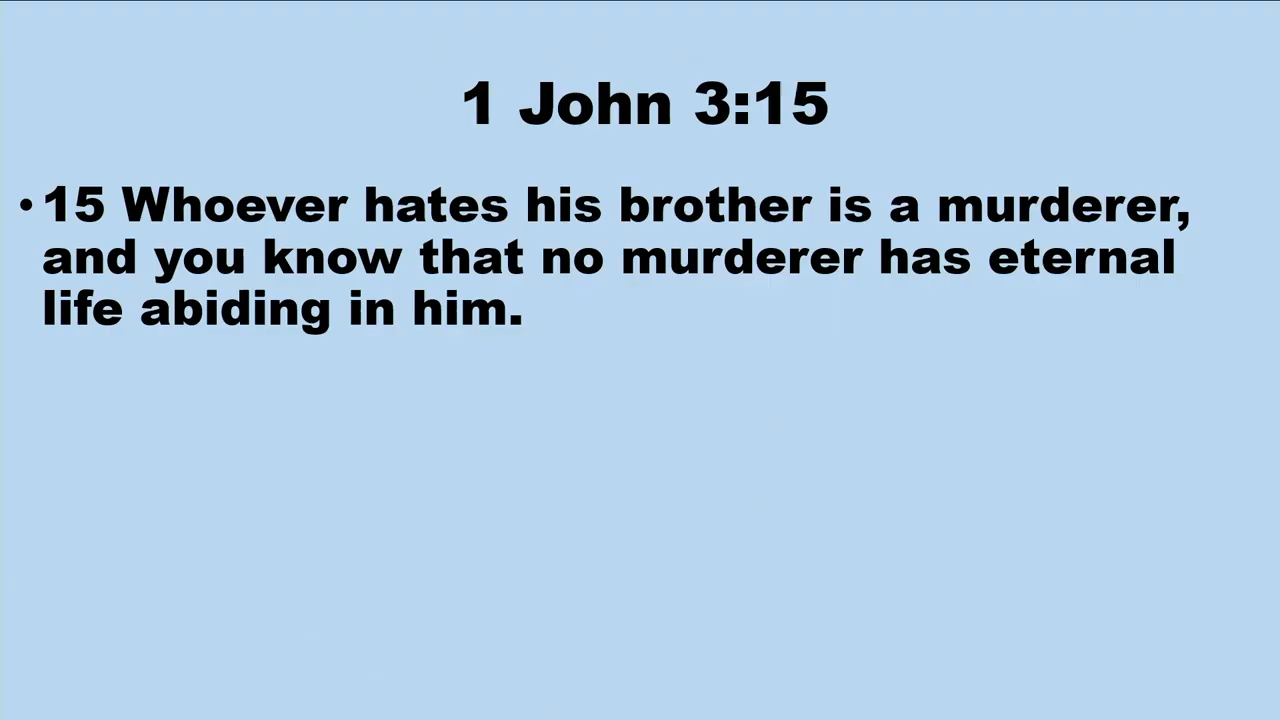 1 John 3:15
• 15 Whoever hates his brother is a murderer,
and you know that no murderer has eternal
life abiding in him.